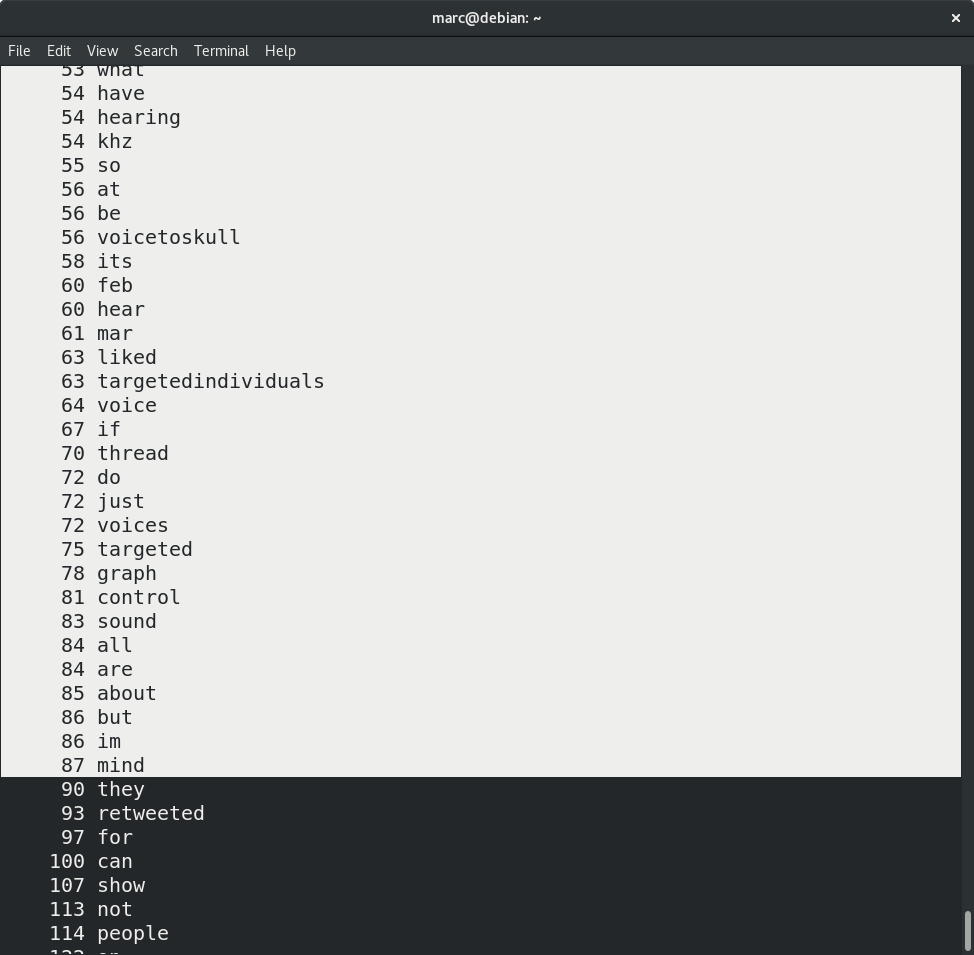 marc@debian: ~
File Edit View Search Terminal Help
53 what
54 have
54 hearing
54 khz
55 so
56 at
56 be
56 voicetoskull
58 its
60 feb
60 hear
61 mar
63 liked
63 targetedindividuals
64 voice
67 if
70 thread
72 do
72 just
72 voices
75 targeted
78 graph
81 control
83 sound
84 all
84 are
85 about
86 but
86 im
87 mind
90 they
93 retweeted
97 for
100 can
107 show
113 not
114 people